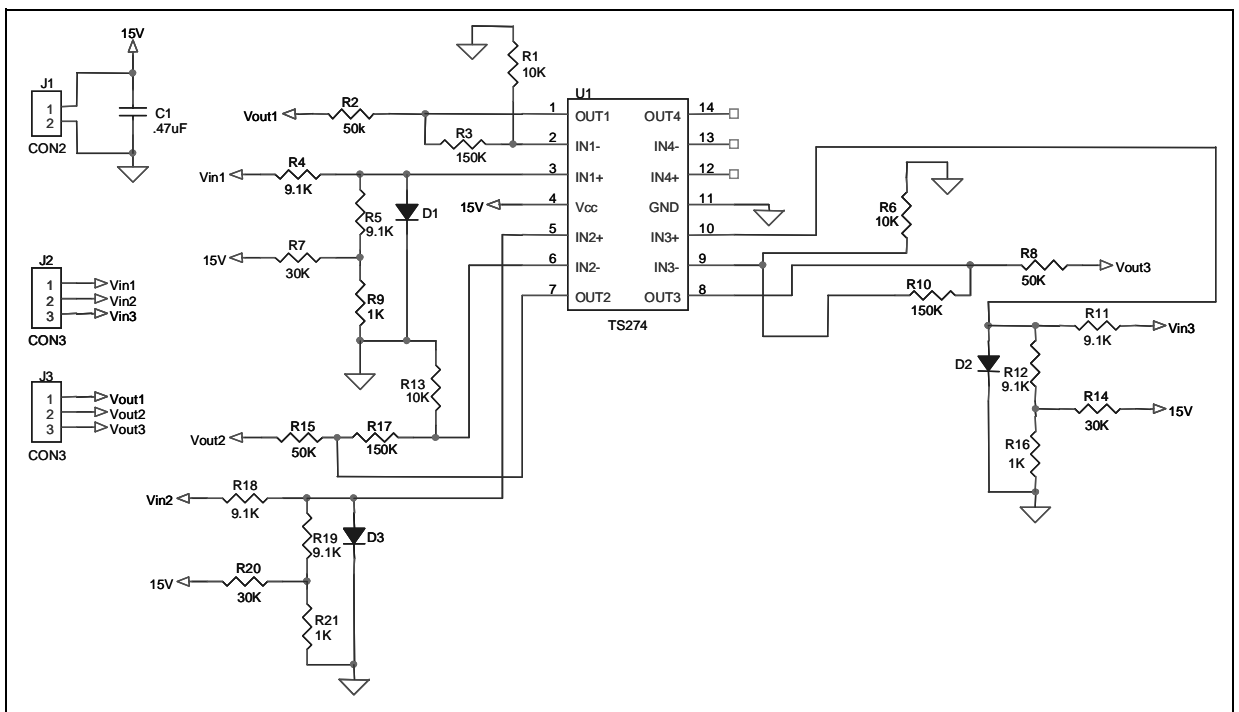 15V
J1
1
2
CON2
C1
.47uF
R1
10K
Vout1
R2
50k
R3
150K
U1
1
OUT1
2
IN1-
3
IN1+
4
Vcc
5
IN2+
6
IN2-
7
OUT2
14
OUT4
13
IN4-
12
IN4+
11
GND
10
IN3+
9
IN3-
8
OUT3
TS274
Vin1
R4
9.1K
R5
9.1K
D1
15V
15V
R7
30K
R9
1K
R6
10K
R8
50K
Vout3
R10
150K
J2
1
2
3
Vin1
Vin2
Vin3
CON3
J3
1
2
3
Vout1
Vout2
Vout3
CON3
R11
9.1K
Vin3
D2
R12
9.1K
R14
30K
15V
R16
1K
R13
10K
Vout2
R15
50K
R17
150K
Vin2
R18
9.1K
R19
9.1K
D3
15V
R20
30K
R21
1K